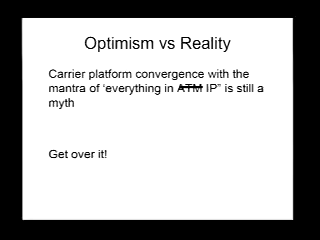 Optimism vs Reality
Carrier platform convergence with the
mantra of ‘everything in ATM IP” is still a
myth
Get over it!